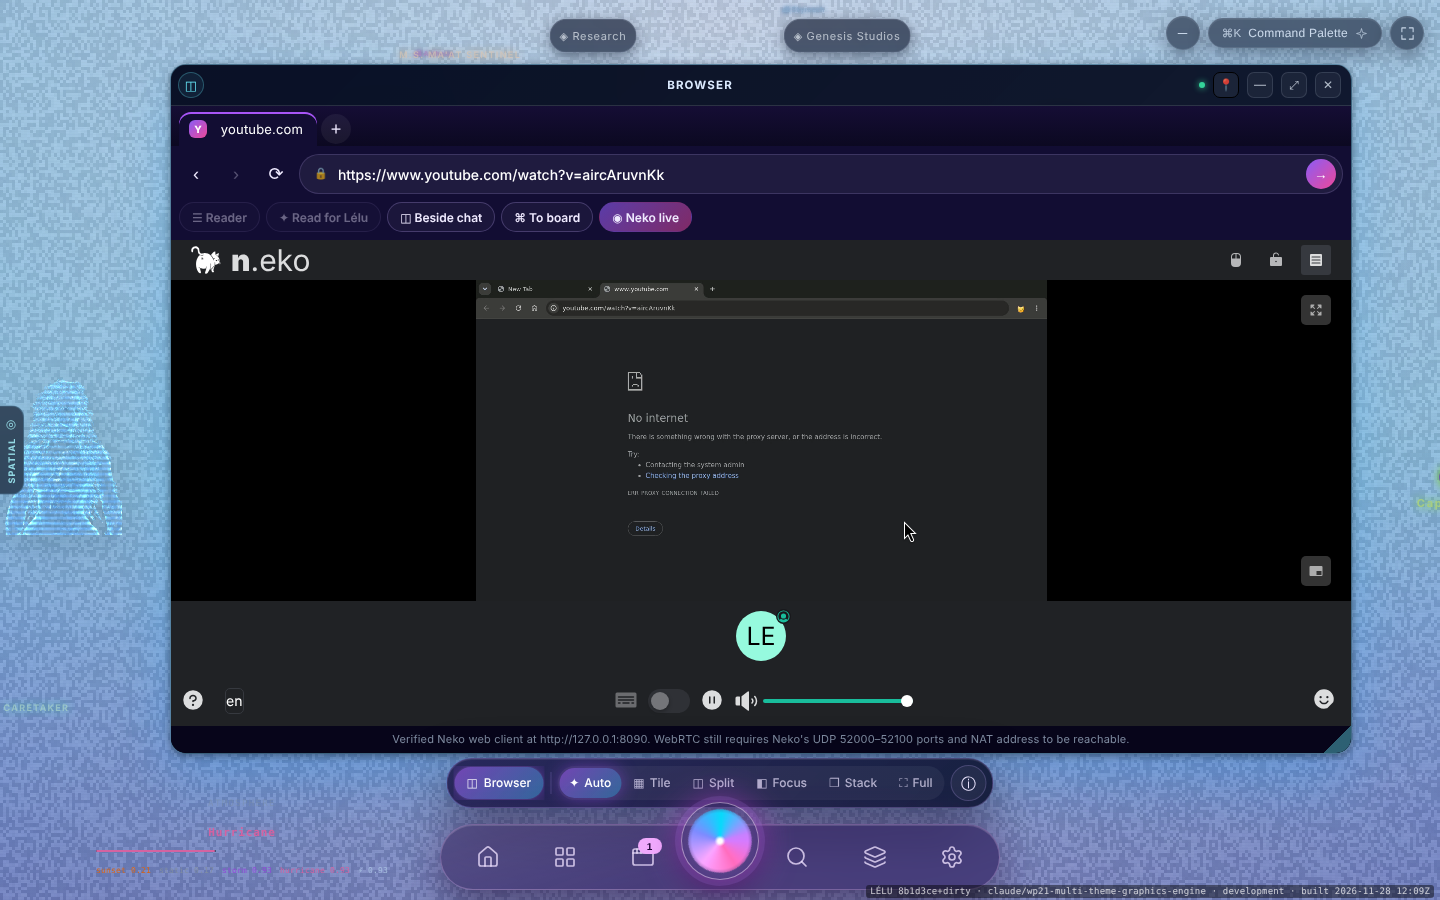 ◈ Research
◈ Genesis Studios
⌘K Command Palette
BROWSER
Y youtube.com +
https://www.youtube.com/watch?v=aircAruvnKk
☰ Reader
✦ Read for Lélu
Beside chat
⌘ To board
◉ Neko live
n.eko
New Tab
www.youtube.com
youtube.com/watch?v=aircAruvnKk
No internet
There is something wrong with the proxy server, or the address is incorrect.
Try:
• Contacting the system admin
• Checking the proxy address
ERR_PROXY_CONNECTION_FAILED
Details
SPATIAL ◎
LE
CARETAKER
en
Verified Neko web client at http://127.0.0.1:8090. WebRTC still requires Neko's UDP 52000–52100 ports and NAT address to be reachable.
Browser
✦ Auto
Tile
Split
Focus
Stack
Full
1
LÉLU 8b1d3ce+dirty · claude/wp21-multi-theme-graphics-engine · development · built 2026-11-28 12:09Z